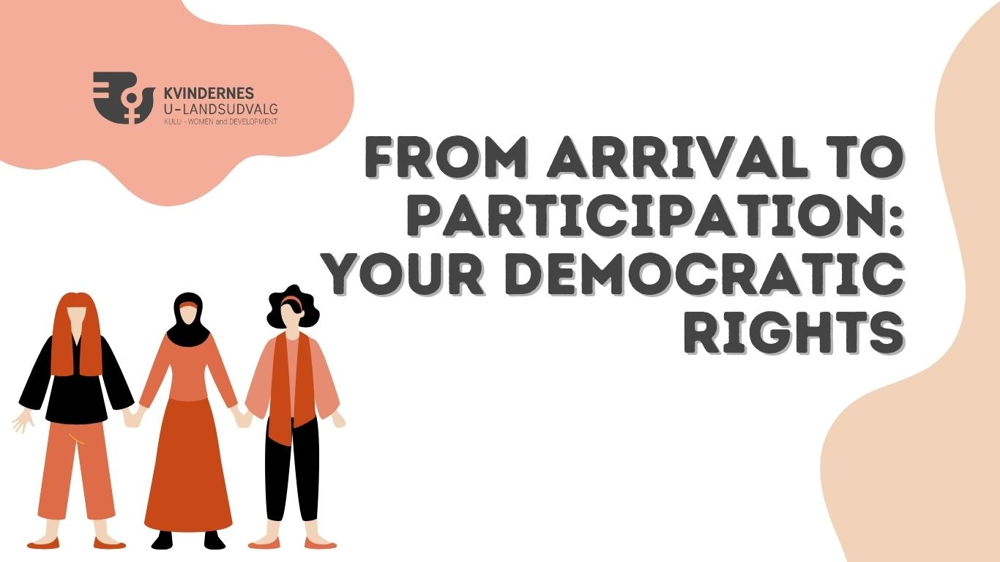 KVINDERNES
U-LANDSUDVALG
KULU - WOMEN and DEVELOPMENT
FROM ARRIVAL TO
PARTICIPATION:
YOUR DEMOCRATIC
RIGHTS